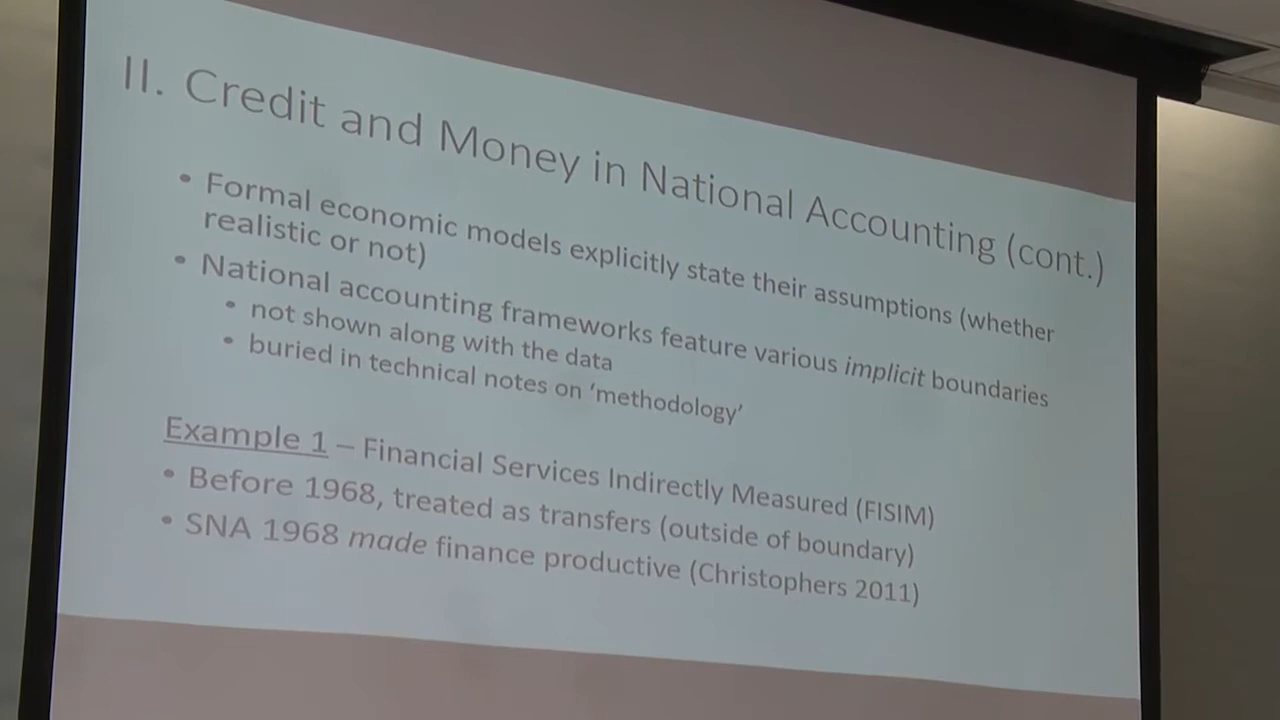 II. Credit and Money in National Accounting (cont.)
• Formal economic models explicitly state their assumptions (whether
realistic or not)
• National accounting frameworks feature various implicit boundaries
• not shown along with the data
• buried in technical notes on ‘methodology’
Example 1 – Financial Services Indirectly Measured (FISIM)
• Before 1968, treated as transfers (outside of boundary)
• SNA 1968 made finance productive (Christophers 2011)